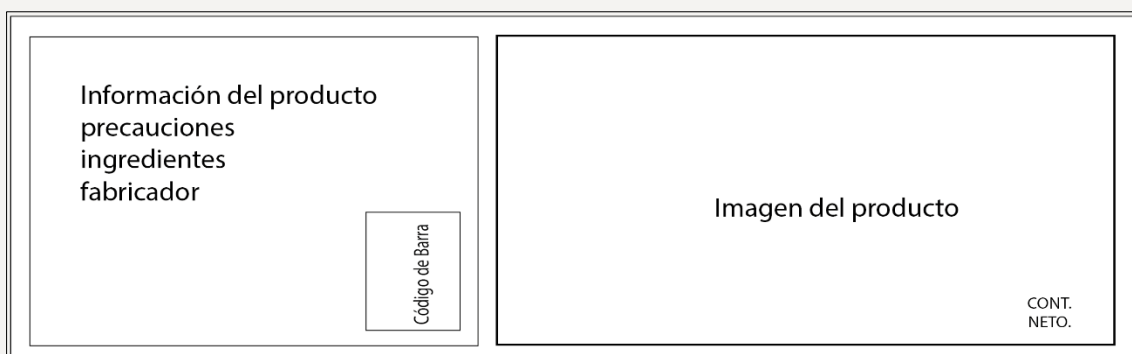 Información del producto
precauciones
ingredientes
fabricador
Código de Barra
Imagen del producto
CONT.
NETO.